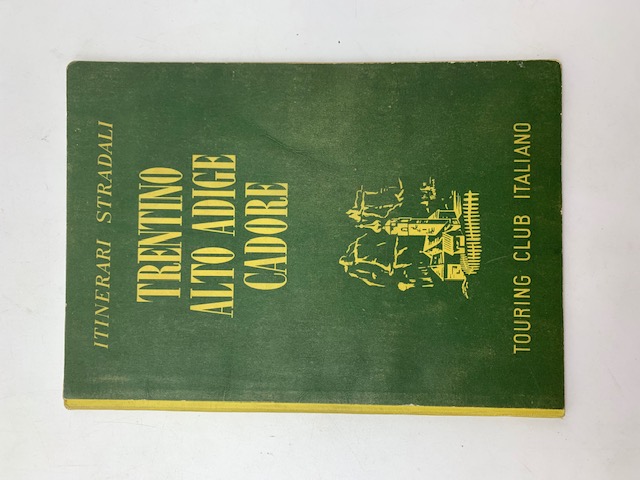 ITINERARI STRADALI
TRENTINO
ALTO ADIGE
CADORE
TOURING CLUB ITALIANO